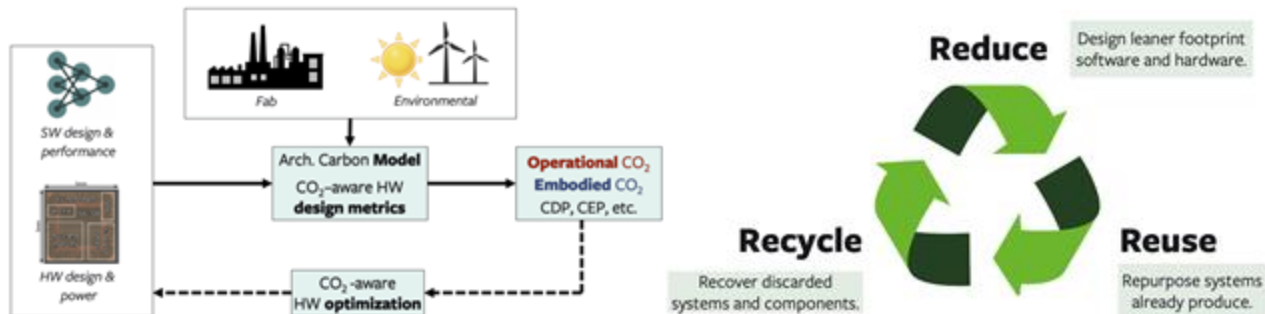 SW design &
performance
HW design &
power
Fab
Environmental
Arch. Carbon Model
CO₂-aware HW
design metrics
Operational CO₂
Embodied CO₂
CDP, CEP, etc.
CO₂-aware
HW optimization
Reduce
Design leaner footprint
software and hardware.
Recycle
Recover discarded
systems and components.
Reuse
Repurpose systems
already produce.